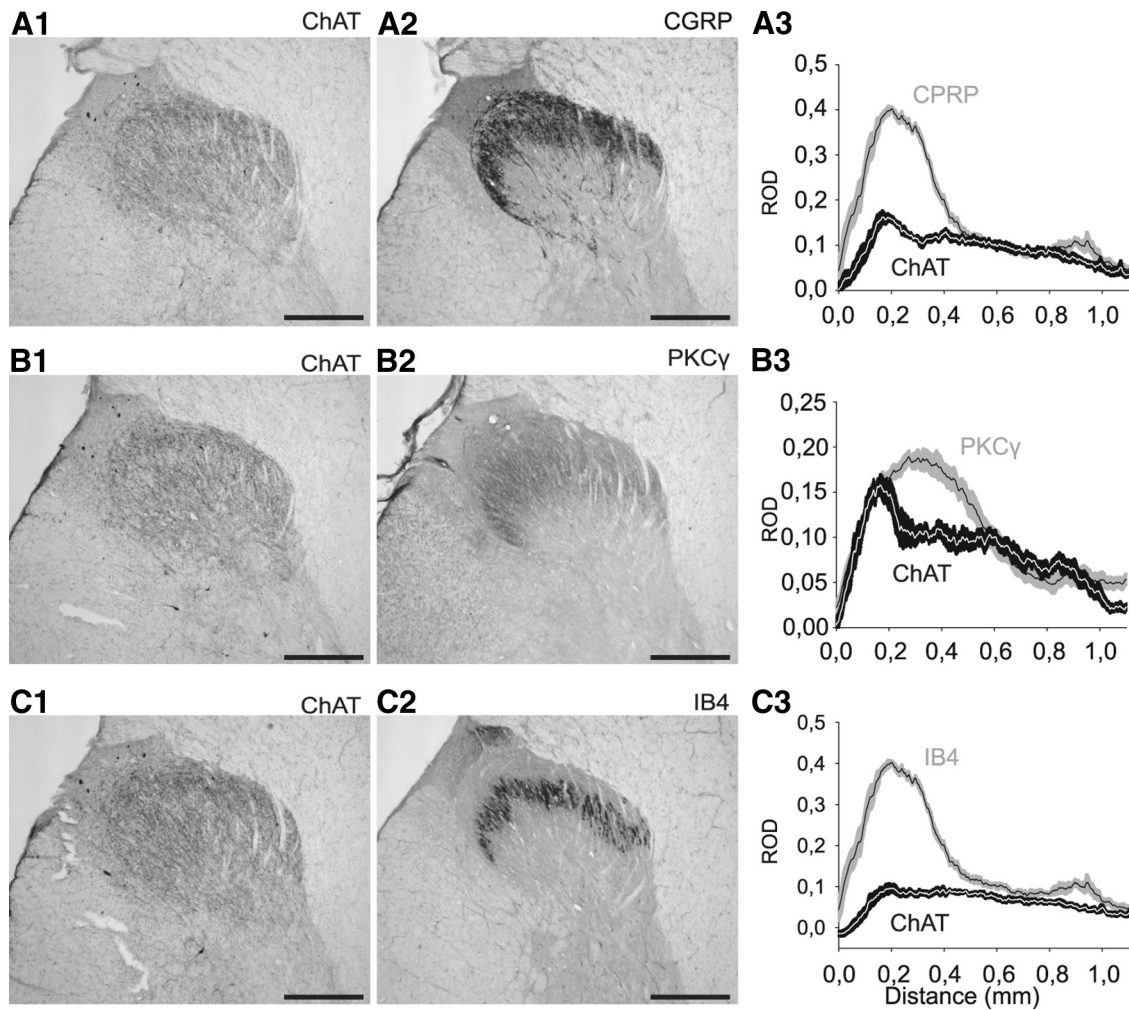 A1 ChAT A2 CGRP A3
0,5
0,4
0,3
0,2
0,1
0,0
ROD
CPRP
ChAT
0,0 0,2 0,4 0,6 0,8 1,0
B1 ChAT B2 PKCγ B3
0,25
0,20
0,15
0,10
0,05
0,00
ROD
PKCγ
ChAT
0,0 0,2 0,4 0,6 0,8 1,0
C1 ChAT C2 IB4 C3
0,5
0,4
0,3
0,2
0,1
0,0
ROD
IB4
ChAT
0,0 0,2 0,4 0,6 0,8 1,0
Distance (mm)